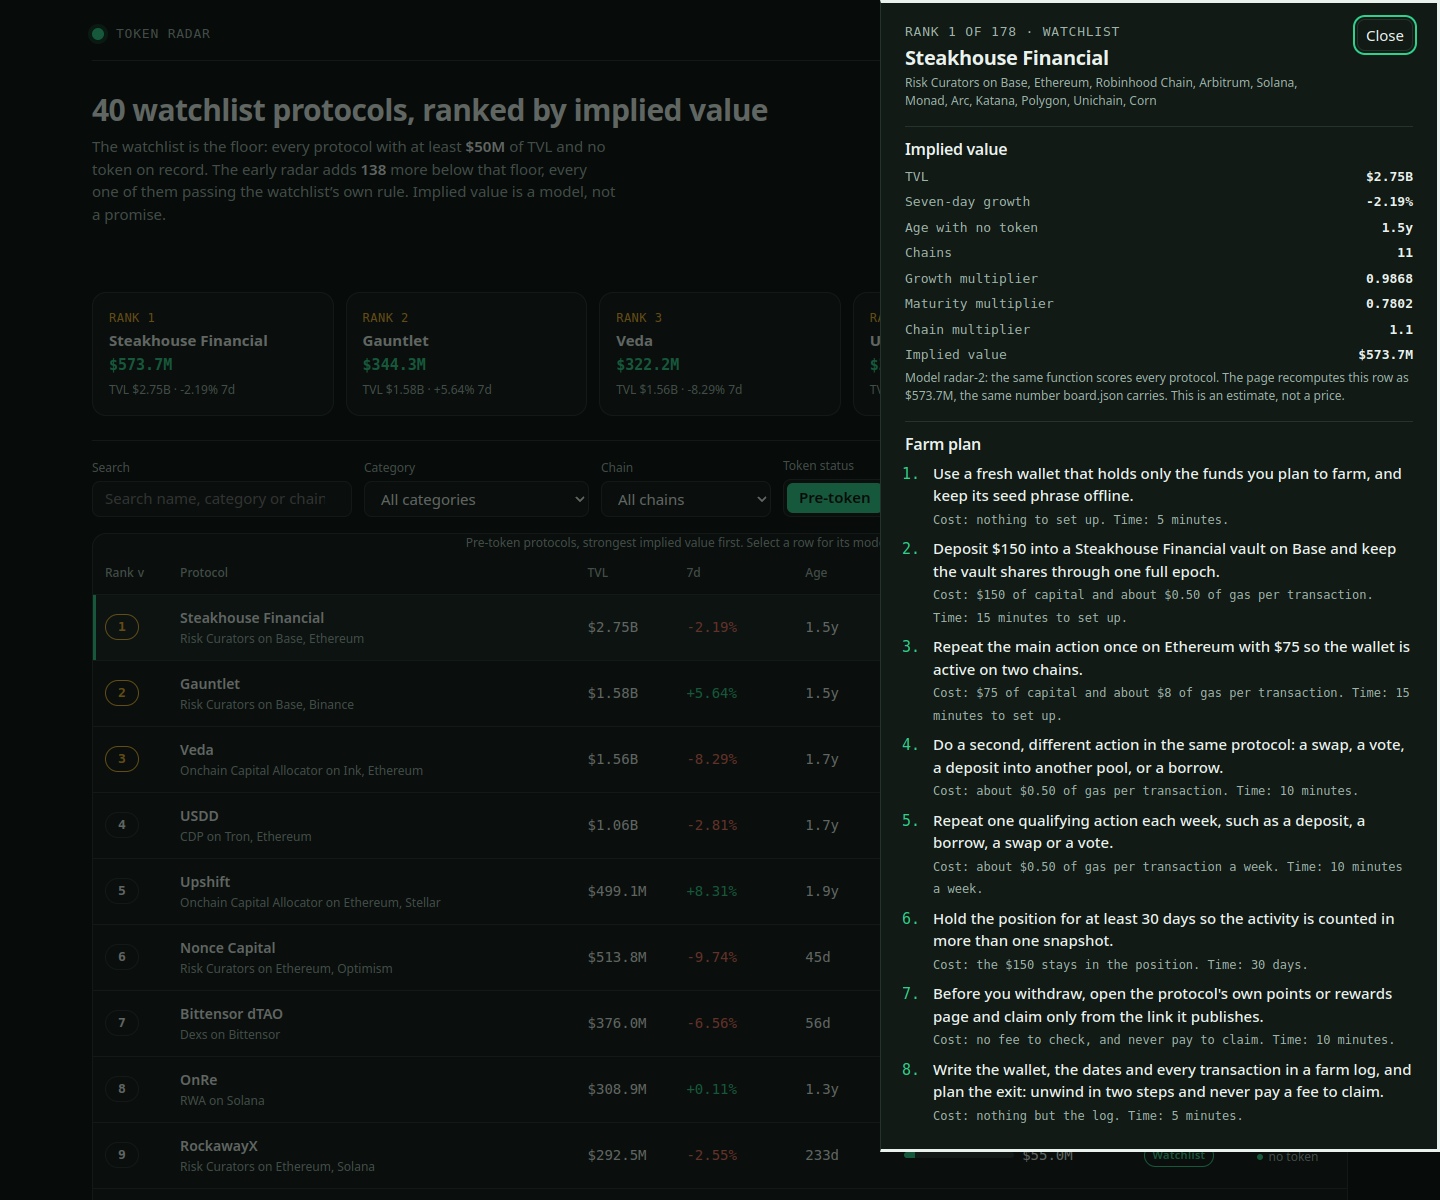 TOKEN RADAR
40 watchlist protocols, ranked by implied value
The watchlist is the floor: every protocol with at least $50M of TVL and no
token on record. The early radar adds 138 more below that floor, every
one of them passing the watchlist's own rule. Implied value is a model, not
a promise.
RANK 1
Steakhouse Financial
$573.7M
TVL $2.75B · -2.19% 7d
RANK 2
Gauntlet
$344.3M
TVL $1.58B · +5.64% 7d
RANK 3
Veda
$322.2M
TVL $1.56B · -8.29% 7d
Search
Search name, category or chain
Category
All categories
Chain
All chains
Token status
Pre-token
Pre-token protocols, strongest implied value first. Select a row for its
Rank v Protocol TVL 7d Age
1 Steakhouse Financial $2.75B -2.19% 1.5y
Risk Curators on Base, Ethereum
2 Gauntlet $1.58B +5.64% 1.5y
Risk Curators on Base, Binance
3 Veda $1.56B -8.29% 1.7y
Onchain Capital Allocator on Ink, Ethereum
4 USDD $1.06B -2.81% 1.7y
CDP on Tron, Ethereum
5 Upshift $499.1M +8.31% 1.9y
Onchain Capital Allocator on Ethereum, Stellar
6 Nonce Capital $513.8M -9.74% 45d
Risk Curators on Ethereum, Optimism
7 Bittensor dTAO $376.0M -6.56% 56d
Dexs on Bittensor
8 OnRe $308.9M +0.11% 1.3y
RWA on Solana
9 RockawayX $292.5M -2.55% 233d $55.0M Watchlist no token
Risk Curators on Ethereum, Solana
RANK 1 OF 178 · WATCHLIST
Close
Steakhouse Financial
Risk Curators on Base, Ethereum, Robinhood Chain, Arbitrum, Solana,
Monad, Arc, Katana, Polygon, Unichain, Corn
Implied value
TVL $2.75B
Seven-day growth -2.19%
Age with no token 1.5y
Chains 11
Growth multiplier 0.9868
Maturity multiplier 0.7802
Chain multiplier 1.1
Implied value $573.7M
Model radar-2: the same function scores every protocol. The page recomputes this row as
$573.7M, the same number board.json carries. This is an estimate, not a price.
Farm plan
1. Use a fresh wallet that holds only the funds you plan to farm, and
keep its seed phrase offline.
Cost: nothing to set up. Time: 5 minutes.
2. Deposit $150 into a Steakhouse Financial vault on Base and keep
the vault shares through one full epoch.
Cost: $150 of capital and about $0.50 of gas per transaction.
Time: 15 minutes to set up.
3. Repeat the main action once on Ethereum with $75 so the wallet is
active on two chains.
Cost: $75 of capital and about $8 of gas per transaction. Time: 15
minutes to set up.
4. Do a second, different action in the same protocol: a swap, a vote,
a deposit into another pool, or a borrow.
Cost: about $0.50 of gas per transaction. Time: 10 minutes.
5. Repeat one qualifying action each week, such as a deposit, a
borrow, a swap or a vote.
Cost: about $0.50 of gas per transaction a week. Time: 10 minutes
a week.
6. Hold the position for at least 30 days so the activity is counted in
more than one snapshot.
Cost: the $150 stays in the position. Time: 30 days.
7. Before you withdraw, open the protocol's own points or rewards
page and claim only from the link it publishes.
Cost: no fee to check, and never pay to claim. Time: 10 minutes.
8. Write the wallet, the dates and every transaction in a farm log, and
plan the exit: unwind in two steps and never pay a fee to claim.
Cost: nothing but the log. Time: 5 minutes.